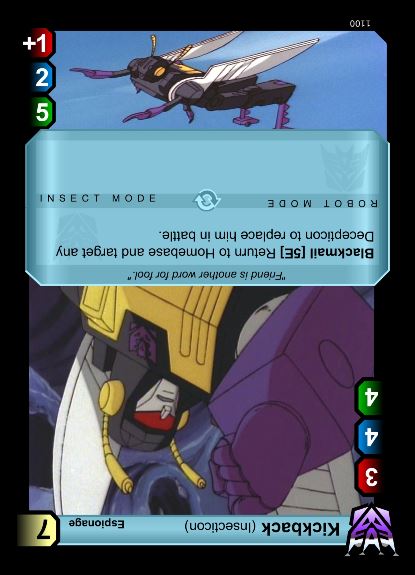 1100
+1
2
5
INSECT MODE
ROBOT MODE
Blackmail [5E] Return to Homebase and target any
Decepticon to replace him in battle.
"Friend is another word for fool."
4
4
3
Kickback (Insecticon)
Espionage
7